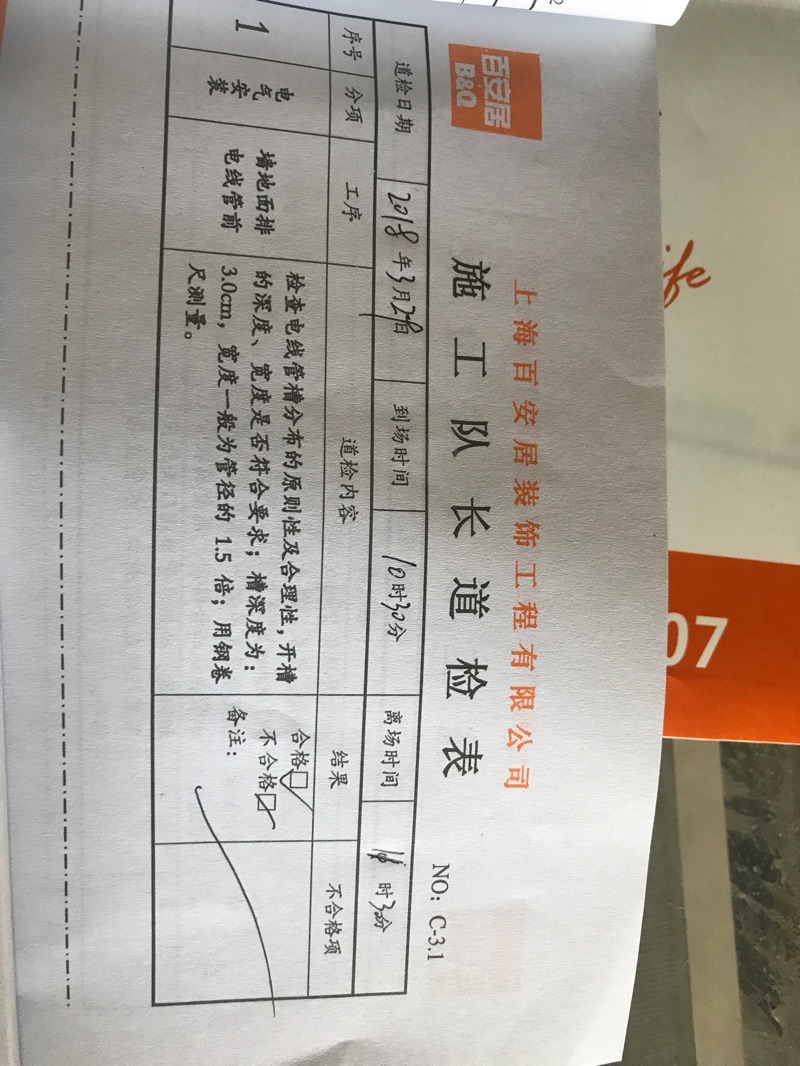 百安居
B&Q
上海百安居装饰工程有限公司
施工队长道检表
NO：C-3.1
道检日期 2018年3月29日 到场时间 10时30分 离场时间 时30分
序号 分项 工序 道检内容 结果 不合格项
1
电气安装
墙地面排
电线管前
检查电线管槽分布的原则性及合理性，开槽
的深度、宽度是否符合要求；槽深度为：
3.0cm，宽度一般为管径的 1.5 倍；用钢卷
尺测量。
合格
不合格
备注：
ife
07